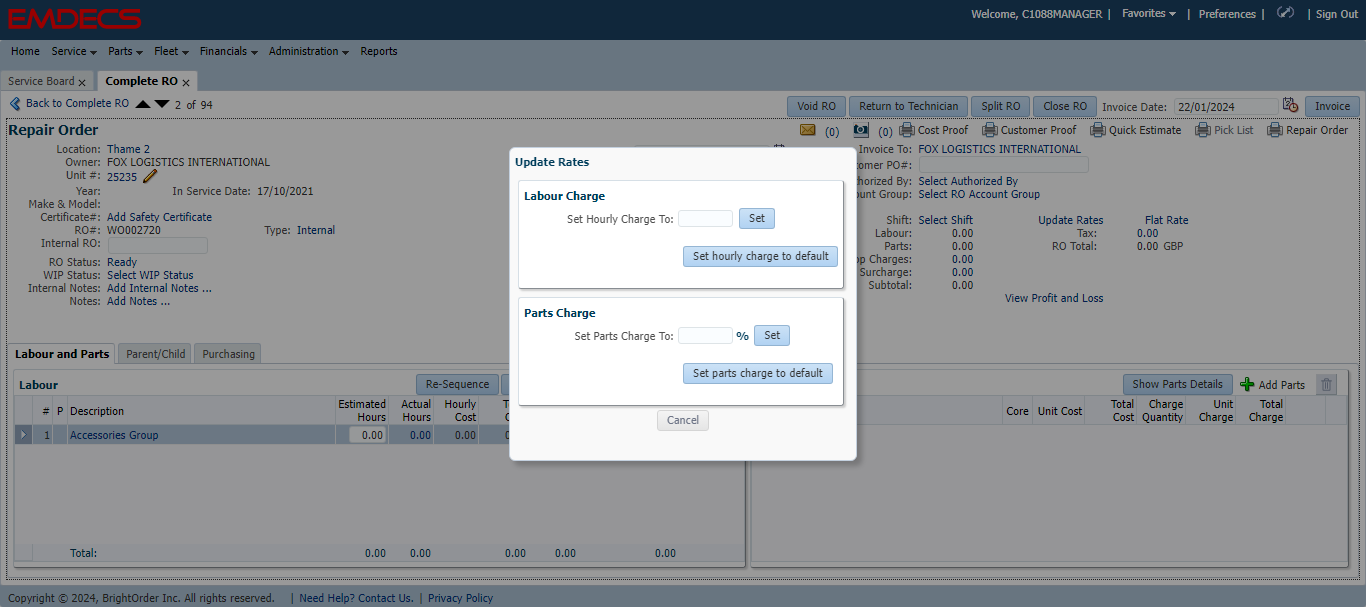 EMDECS
Welcome, C1088MANAGER | Favorites | Preferences | | Sign Out
Home Service Parts Fleet Financials Administration Reports
Service Board x Complete RO x
Back to Complete RO 2 of 94 Void RO Return to Technician Split RO Close RO Invoice Date: 22/01/2024 Invoice
Repair Order (0) (0) Cost Proof Customer Proof Quick Estimate Pick List Repair Order
Location: Thame 2 Invoice To: FOX LOGISTICS INTERNATIONAL
Owner: FOX LOGISTICS INTERNATIONAL omer PO#:
Unit #: 25235
Year: In Service Date: 17/10/2021 horized By: Select Authorized By
Make & Model: unt Group: Select RO Account Group
Certificate#: Add Safety Certificate Shift: Select Shift Update Rates Flat Rate
RO#: WO002720 Type: Internal Labour: 0.00 Tax: 0.00
Internal RO: Parts: 0.00 RO Total: 0.00 GBP
RO Status: Ready op Charges: 0.00
WIP Status: Select WIP Status Surcharge: 0.00
Internal Notes: Add Internal Notes ... Subtotal: 0.00
Notes: Add Notes ... View Profit and Loss
Update Rates
Labour Charge
Set Hourly Charge To: Set
Set hourly charge to default
Parts Charge
Set Parts Charge To: % Set
Set parts charge to default
Cancel
Labour and Parts Parent/Child Purchasing
Labour Re-Sequence Show Parts Details Add Parts
# P Description Estimated Hours Actual Hours Hourly Cost Core Unit Cost Total Cost Charge Quantity Unit Charge Total Charge
1 Accessories Group 0.00 0.00 0.00
Total: 0.00 0.00 0.00 0.00 0.00
Copyright © 2024, BrightOrder Inc. All rights reserved. | Need Help? Contact Us. | Privacy Policy